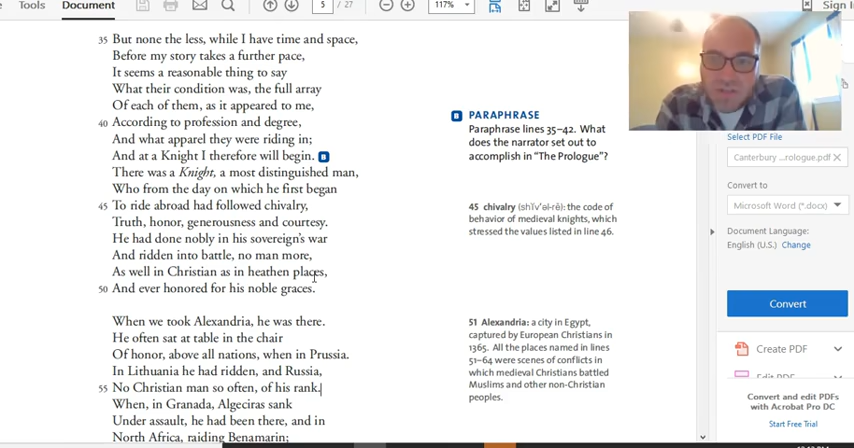 Tools Document
5 / 27
117%
Sign I
35 But none the less, while I have time and space,
Before my story takes a further pace,
It seems a reasonable thing to say
What their condition was, the full array
Of each of them, as it appeared to me,
40 According to profession and degree,
And what apparel they were riding in;
And at a Knight I therefore will begin. B
There was a Knight, a most distinguished man,
Who from the day on which he first began
45 To ride abroad had followed chivalry,
Truth, honor, generousness and courtesy.
He had done nobly in his sovereign's war
And ridden into battle, no man more,
As well in Christian as in heathen places,
50 And ever honored for his noble graces.
When we took Alexandria, he was there.
He often sat at table in the chair
Of honor, above all nations, when in Prussia.
In Lithuania he had ridden, and Russia,
55 No Christian man so often, of his rank.
When, in Granada, Algeciras sank
Under assault, he had been there, and in
North Africa, raiding Benamarin;
B PARAPHRASE
Paraphrase lines 35–42. What
does the narrator set out to
accomplish in "The Prologue"?
45 chivalry (shĭv'əl-rē): the code of
behavior of medieval knights, which
stressed the values listed in line 46.
51 Alexandria: a city in Egypt,
captured by European Christians in
1365. All the places named in lines
51–64 were scenes of conflicts in
which medieval Christians battled
Muslims and other non-Christian
peoples.
Select PDF File
Canterbury ...rologue.pdf
Convert to
Microsoft Word (*.docx)
Document Language:
English (U.S.) Change
Convert
Create PDF
Edit PDF
Convert and edit PDFs
with Acrobat Pro DC
Start Free Trial